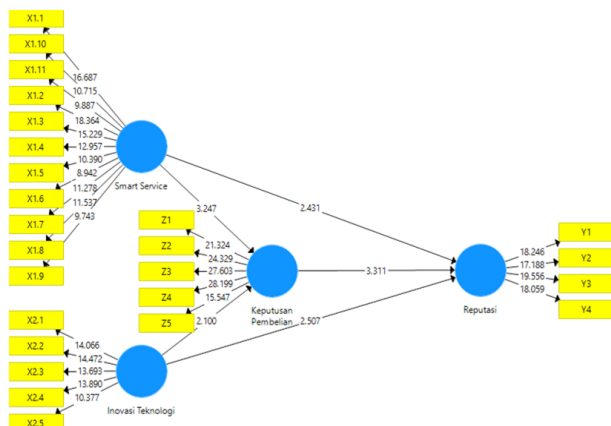 X1.1
X1.10
X1.11
X1.2
X1.3
X1.4
X1.5
X1.6
X1.7
X1.8
X1.9
16.687
10.715
9.887
18.364
15.229
12.957
10.390
8.942
11.278
11.537
9.743
Smart Service
3.247
2.431
Z1
Z2
Z3
Z4
Z5
21.324
24.329
27.603
28.199
15.547
Keputusan
Pembelian
3.311
2.100
2.507
Reputasi
18.246
17.188
19.556
18.059
Y1
Y2
Y3
Y4
X2.1
X2.2
X2.3
X2.4
X2.5
14.066
14.472
13.693
13.890
10.377
Inovasi Teknologi